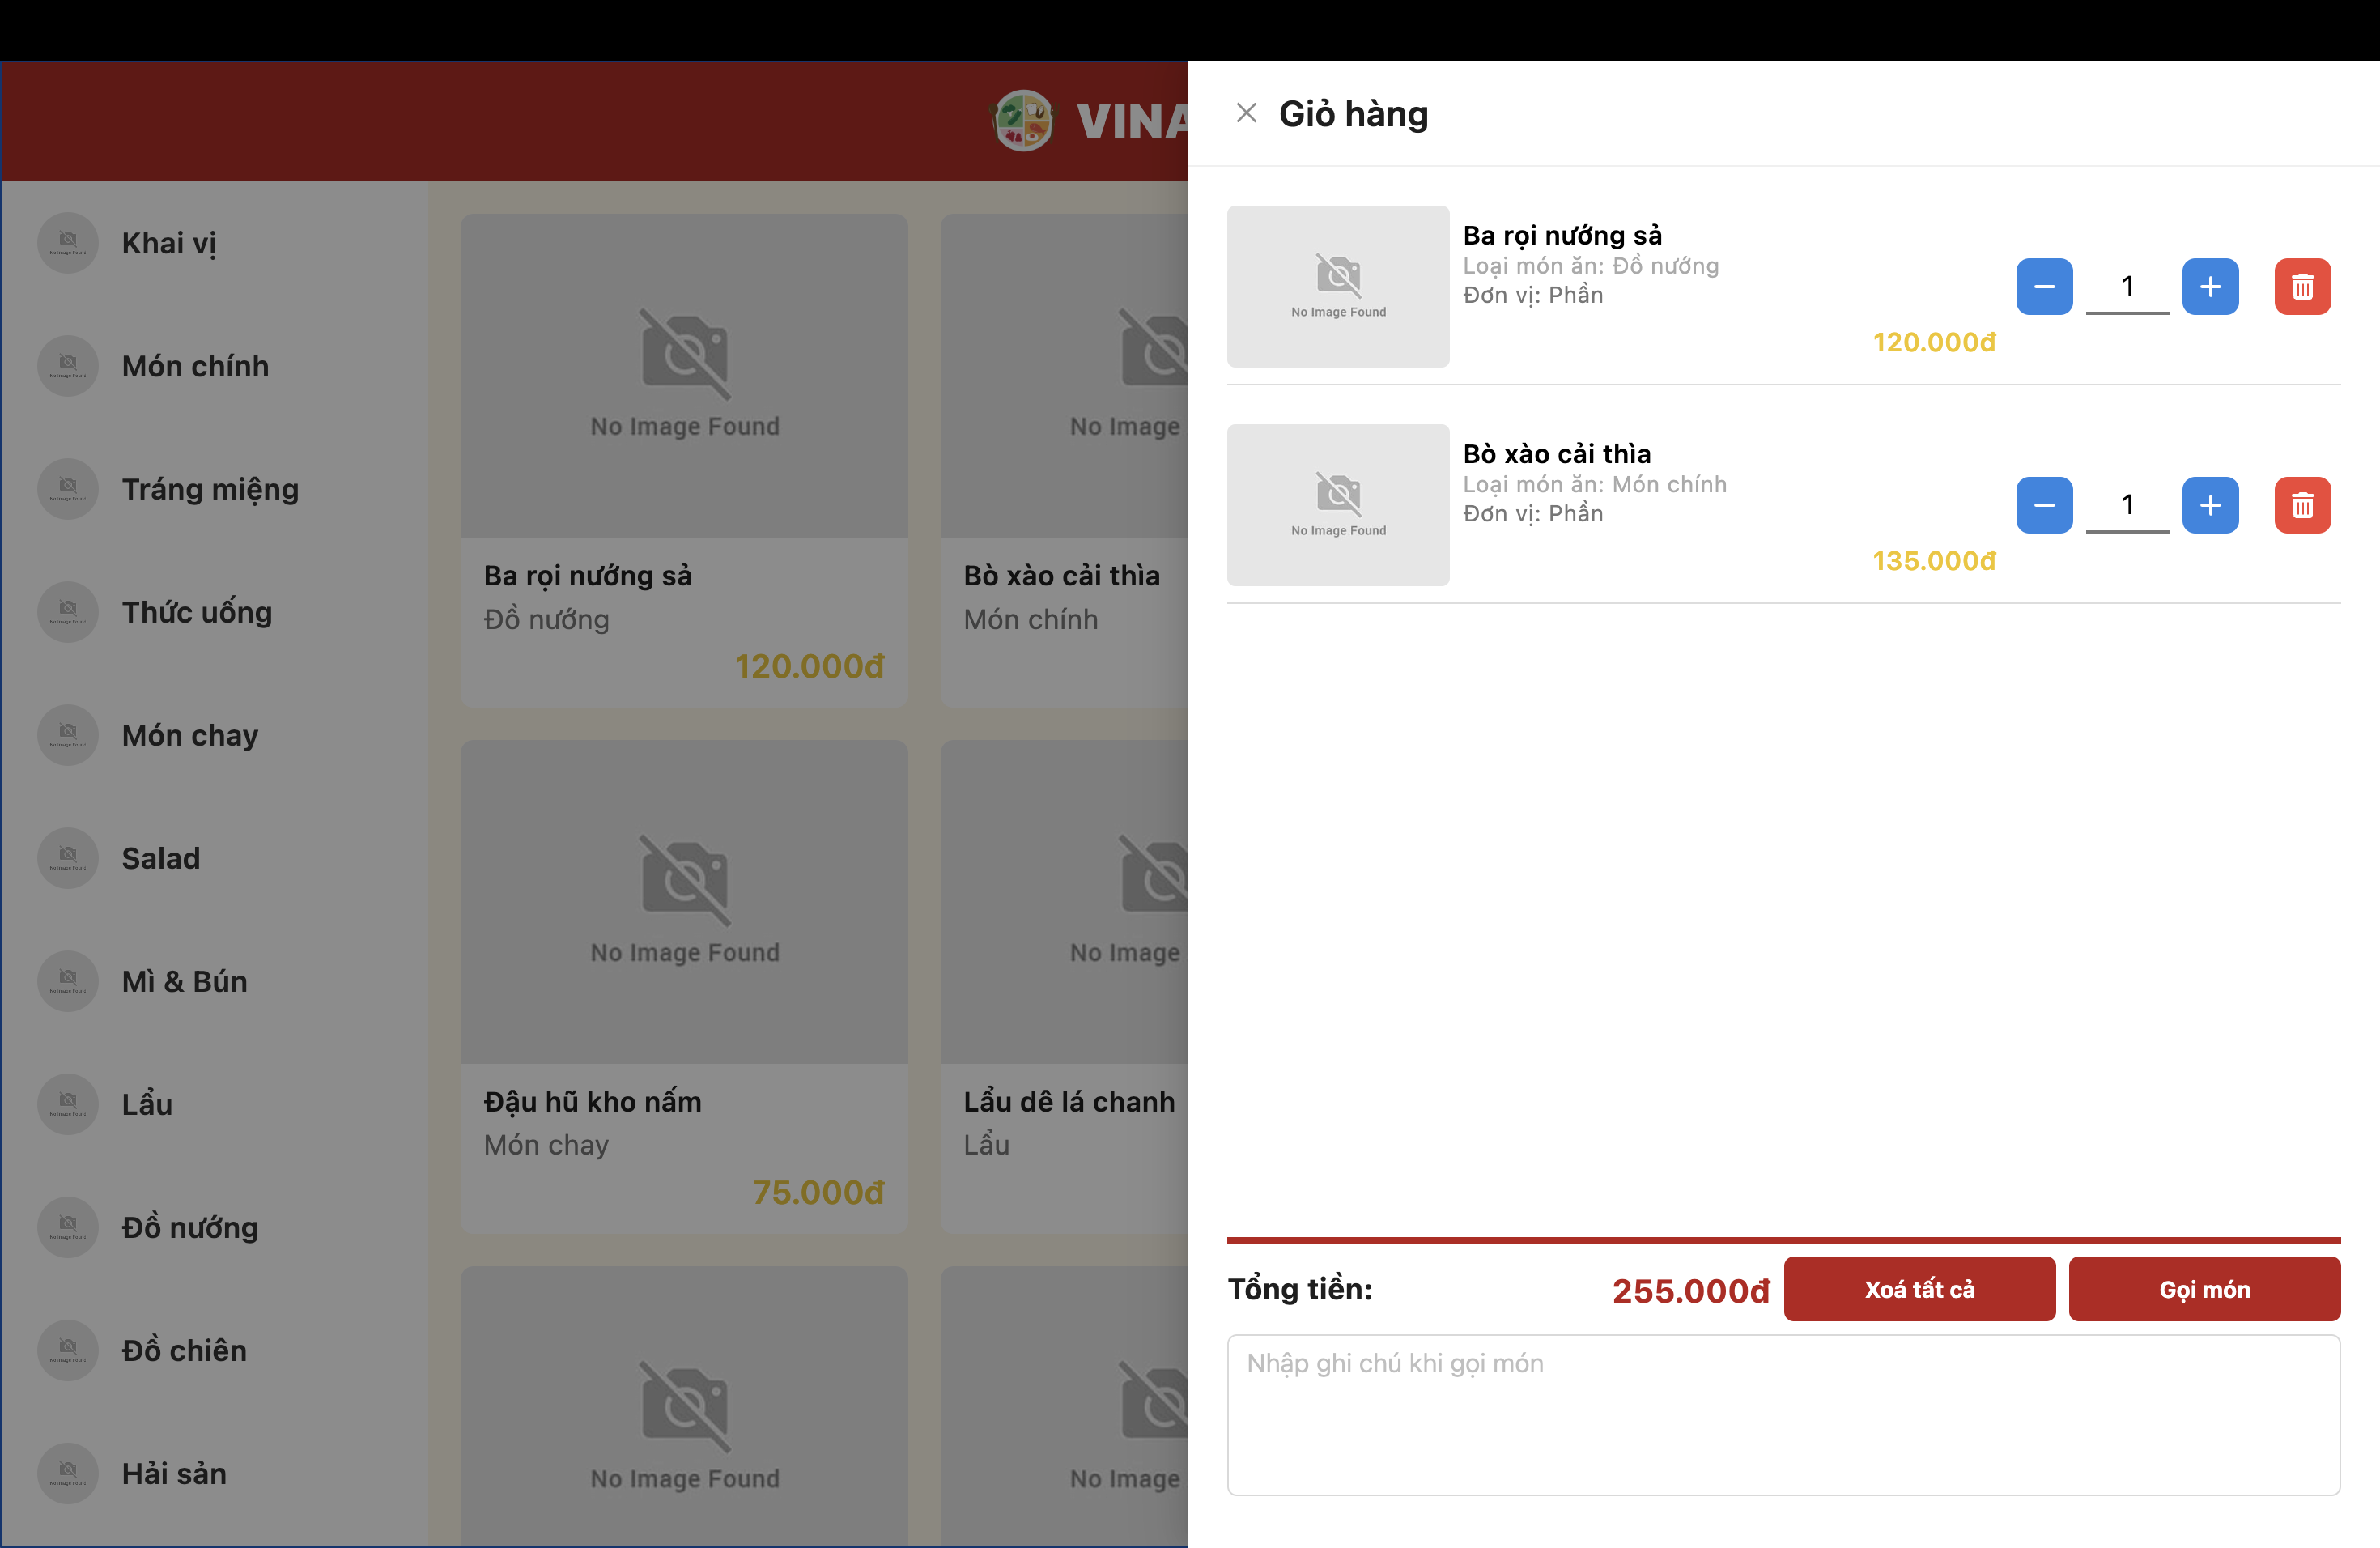 VINA
Giỏ hàng
Khai vị
Món chính
Tráng miệng
Thức uống
Món chay
Salad
Mì & Bún
Lẩu
Đồ nướng
Đồ chiên
Hải sản
No Image Found
Ba rọi nướng sả
Đồ nướng
120.000đ
No Image
Bò xào cải thìa
Món chính
No Image Found
Đậu hũ kho nấm
Món chay
75.000đ
No Image
Lẩu dê lá chanh
Lẩu
No Image Found
No Image
No Image Found
Ba rọi nướng sả
Loại món ăn: Đồ nướng
Đơn vị: Phần
120.000đ
1
No Image Found
Bò xào cải thìa
Loại món ăn: Món chính
Đơn vị: Phần
135.000đ
1
Tổng tiền:
255.000đ
Xoá tất cả
Gọi món
Nhập ghi chú khi gọi món